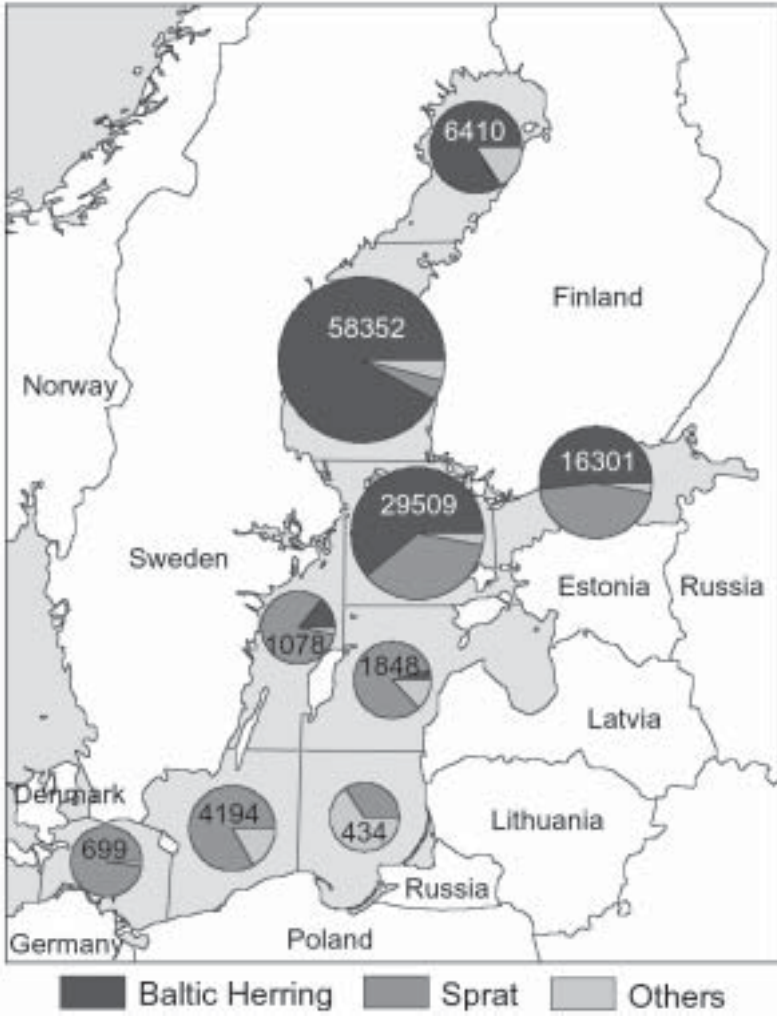 6410
Finland
58352
Norway
16301
29509
Sweden
Estonia
Russia
1078
1848
Latvia
Denmark
4194
434
Lithuania
699
Russia
Germany
Poland
Baltic Herring
Sprat
Others